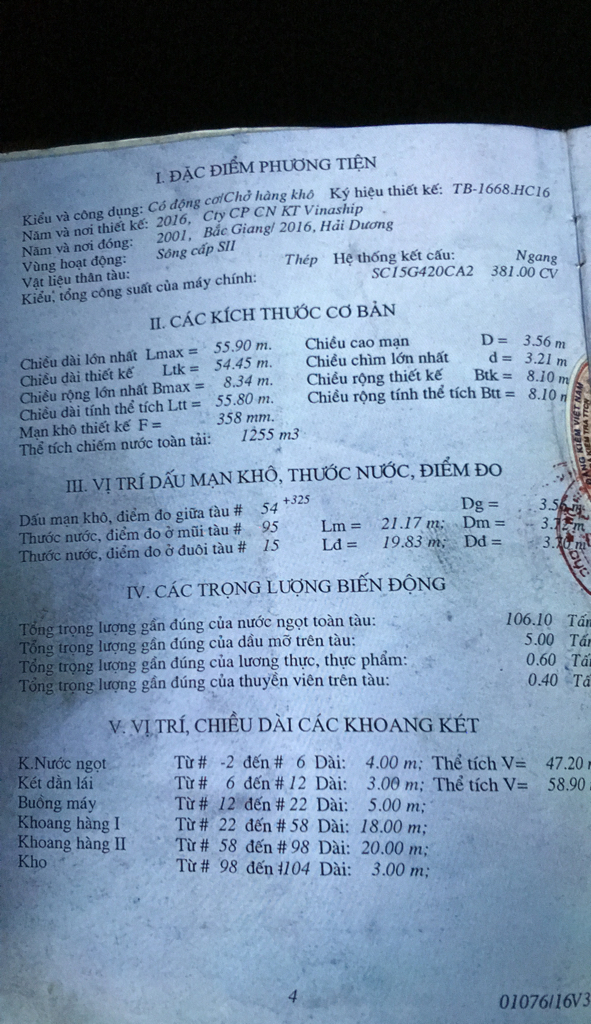 I. ĐẶC ĐIỂM PHƯƠNG TIỆN
Kiểu và công dụng: Có động cơ/Chở hàng khô Ký hiệu thiết kế: TB-1668.HC16
Năm và nơi thiết kế: 2016, Cty CP CN KT Vinaship
Năm và nơi đóng: 2001, Bắc Giang/ 2016, Hải Dương
Vùng hoạt động: Sông cấp SII
Vật liệu thân tàu: Thép Hệ thống kết cấu: Ngang
Kiểu, tổng công suất của máy chính: SC15G420CA2 381.00 CV
II. CÁC KÍCH THƯỚC CƠ BẢN
Chiều dài lớn nhất Lmax = 55.90 m. Chiều cao mạn D = 3.56 m
Chiều dài thiết kế Ltk = 54.45 m. Chiều chìm lớn nhất d = 3.21 m
Chiều rộng lớn nhất Bmax = 8.34 m. Chiều rộng thiết kế Btk = 8.10 m
Chiều dài tính thể tích Ltt = 55.80 m. Chiều rộng tính thể tích Btt = 8.10
Mạn khô thiết kế F = 358 mm.
Thể tích chiếm nước toàn tải: 1255 m3
III. VỊ TRÍ DẤU MẠN KHÔ, THƯỚC NƯỚC, ĐIỂM ĐO
Dấu mạn khô, điểm đo giữa tàu # 54 +325 Dg = 3.56 m
Thước nước, điểm đo ở mũi tàu # 95 Lm = 21.17 m; Dm = m
Thước nước, điểm đo ở đuôi tàu # 15 Lđ = 19.83 m; Dđ = 3.70 m
IV. CÁC TRỌNG LƯỢNG BIẾN ĐỘNG
Tổng trọng lượng gần đúng của nước ngọt toàn tàu: 106.10 Tấn
Tổng trọng lượng gần đúng của dầu mỡ trên tàu: 5.00 Tấ
Tổng trọng lượng gần đúng của lương thực, thực phẩm: 0.60 Tấ
Tổng trọng lượng gần đúng của thuyền viên trên tàu: 0.40 Tấ
V. VỊ TRÍ, CHIỀU DÀI CÁC KHOANG KÉT
K.Nước ngọt Từ # -2 đến # 6 Dài: 4.00 m; Thể tích V= 47.20
Két dằn lái Từ # 6 đến # 12 Dài: 3.00 m; Thể tích V= 58.90
Buồng máy Từ # 12 đến # 22 Dài: 5.00 m;
Khoang hàng I Từ # 22 đến # 58 Dài: 18.00 m;
Khoang hàng II Từ # 58 đến # 98 Dài: 20.00 m;
Kho Từ # 98 đến #104 Dài: 3.00 m;
4
01076/16V3